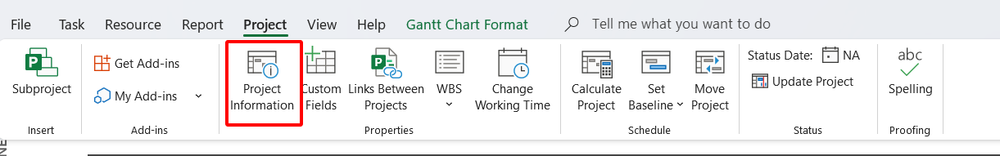 File Task Resource Report Project View Help Gantt Chart Format Tell me what you want to do
Subproject
Insert
Get Add-ins
My Add-ins
Add-ins
Project
Information
Custom
Fields
Links Between
Projects
WBS
Change
Working Time
Properties
Calculate
Project
Set
Baseline
Move
Project
Schedule
Status Date: NA
Update Project
Status
abc
Spelling
Proofing